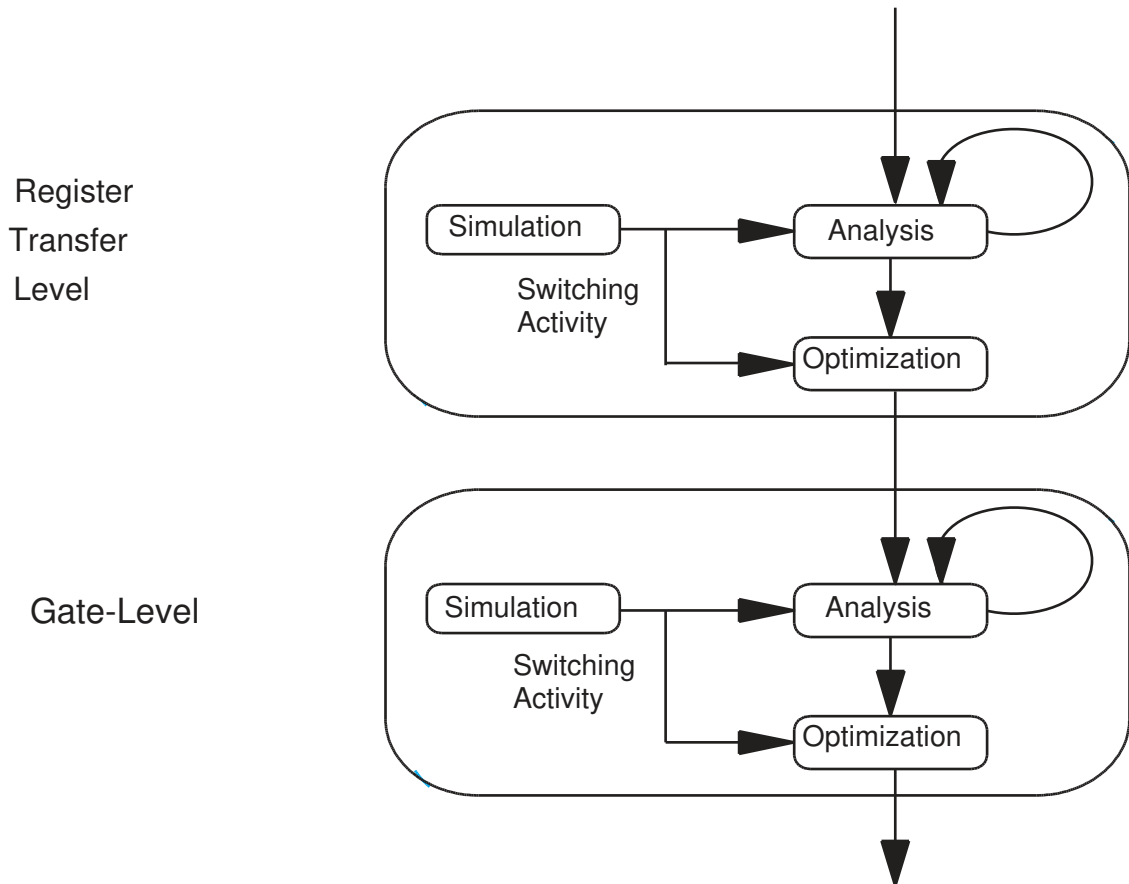 Register
Transfer
Level
Simulation
Analysis
Switching
Activity
Optimization
Gate-Level
Simulation
Analysis
Switching
Activity
Optimization